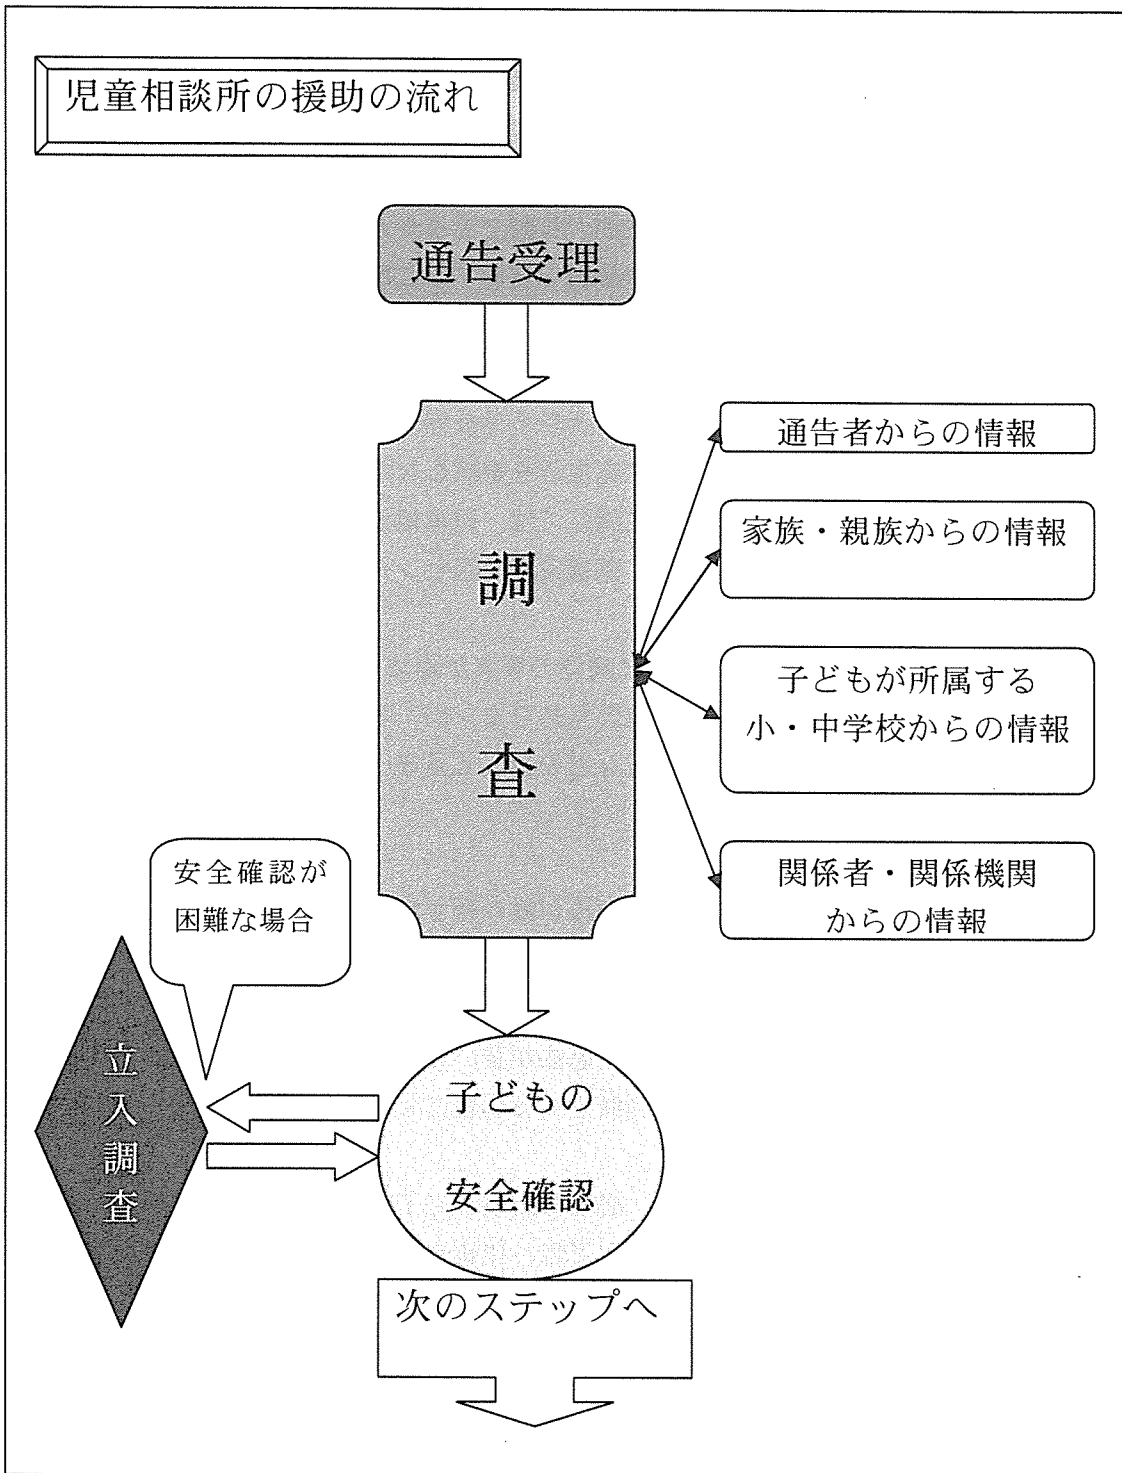 児童相談所の援助の流れ
通告受理
調
査
通告者からの情報
家族・親族からの情報
子どもが所属する
小・中学校からの情報
関係者・関係機関
からの情報
安全確認が
困難な場合
立入調査
子どもの
安全確認
次のステップへ